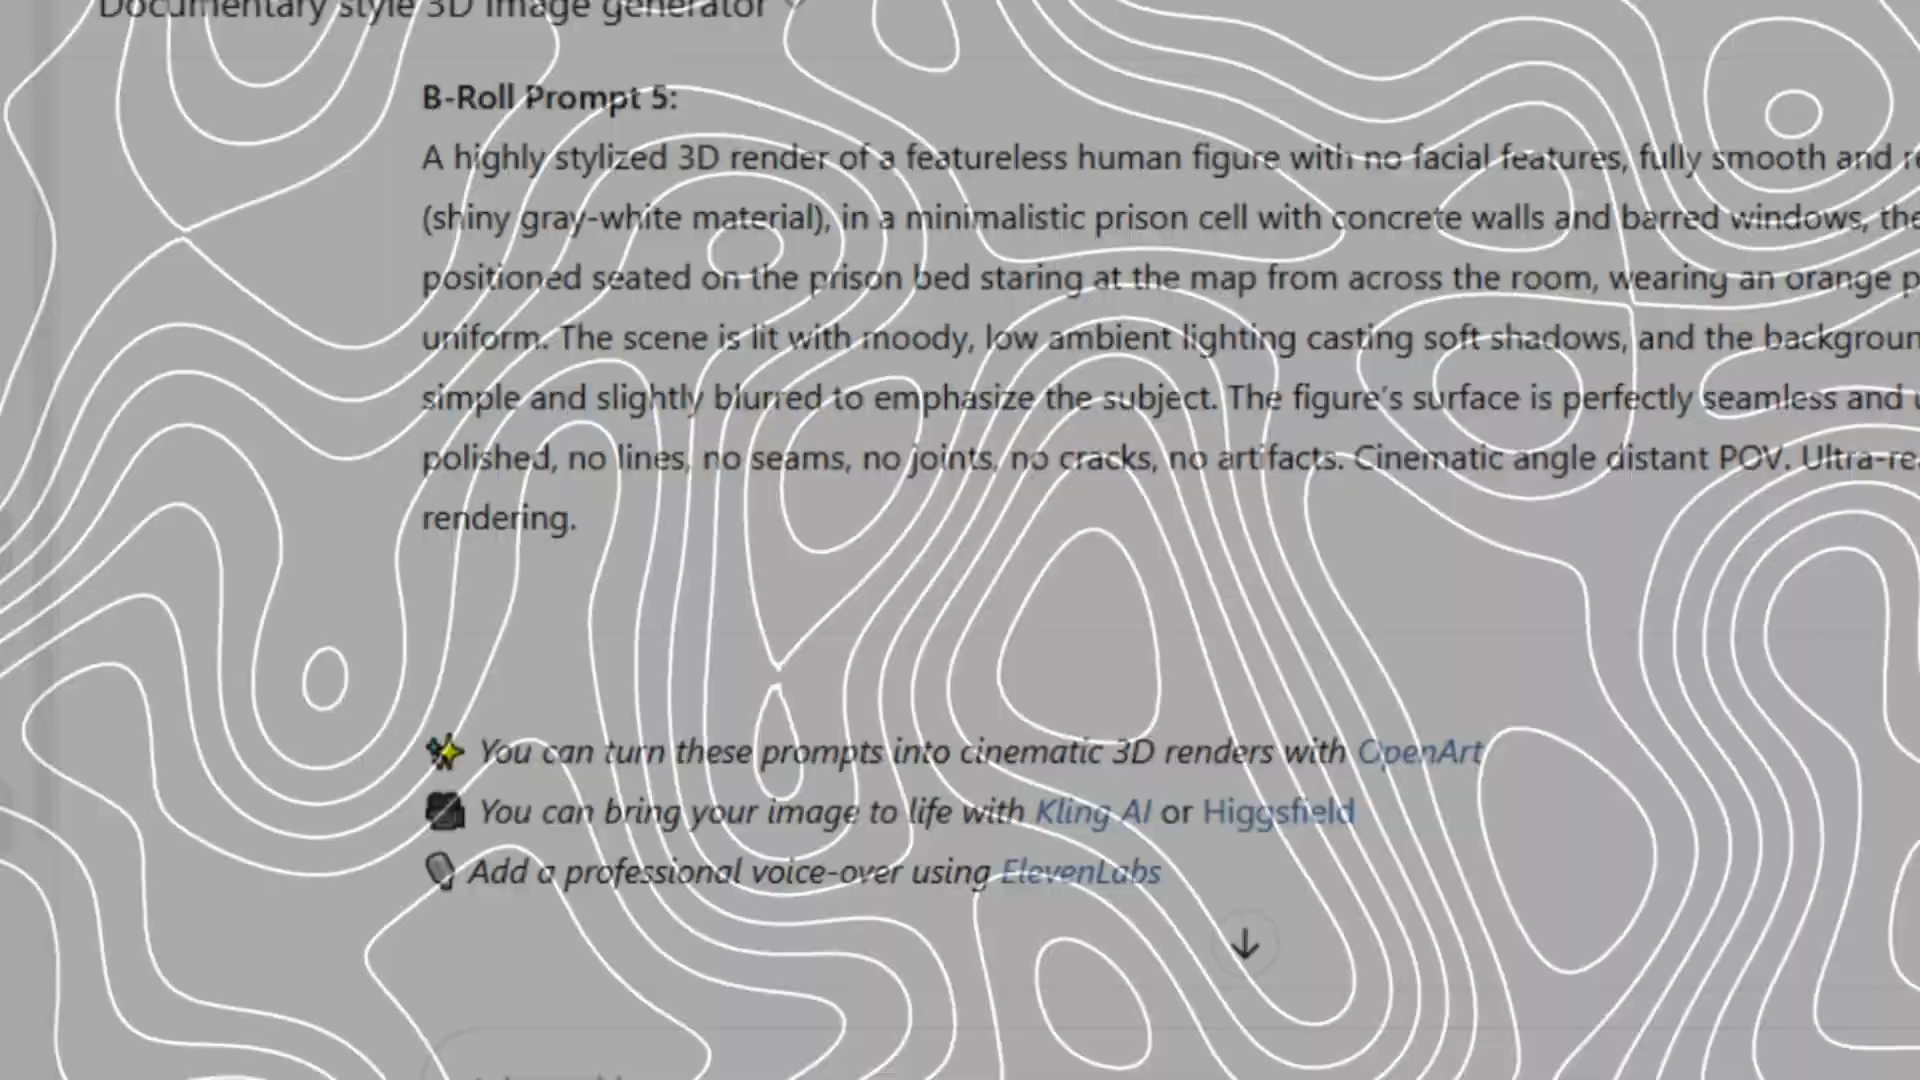 Documentary style 3D image generator
B-Roll Prompt 5:
A highly stylized 3D render of a featureless human figure with no facial features, fully smooth and
(shiny gray-white material), in a minimalistic prison cell with concrete walls and barred windows, the
positioned seated on the prison bed staring at the map from across the room, wearing an orange
uniform. The scene is lit with moody, low ambient lighting casting soft shadows, and the
simple and slightly blurred to emphasize the subject. The figure's surface is perfectly seamless and
polished, no lines, no seams, no joints, no cracks, no artifacts. Cinematic angle distant POV.
rendering.
✨ You can turn these prompts into cinematic 3D renders with OpenArt
You can bring your image to life with Kling AI or Higgsfield
Add a professional voice-over using ElevenLabs